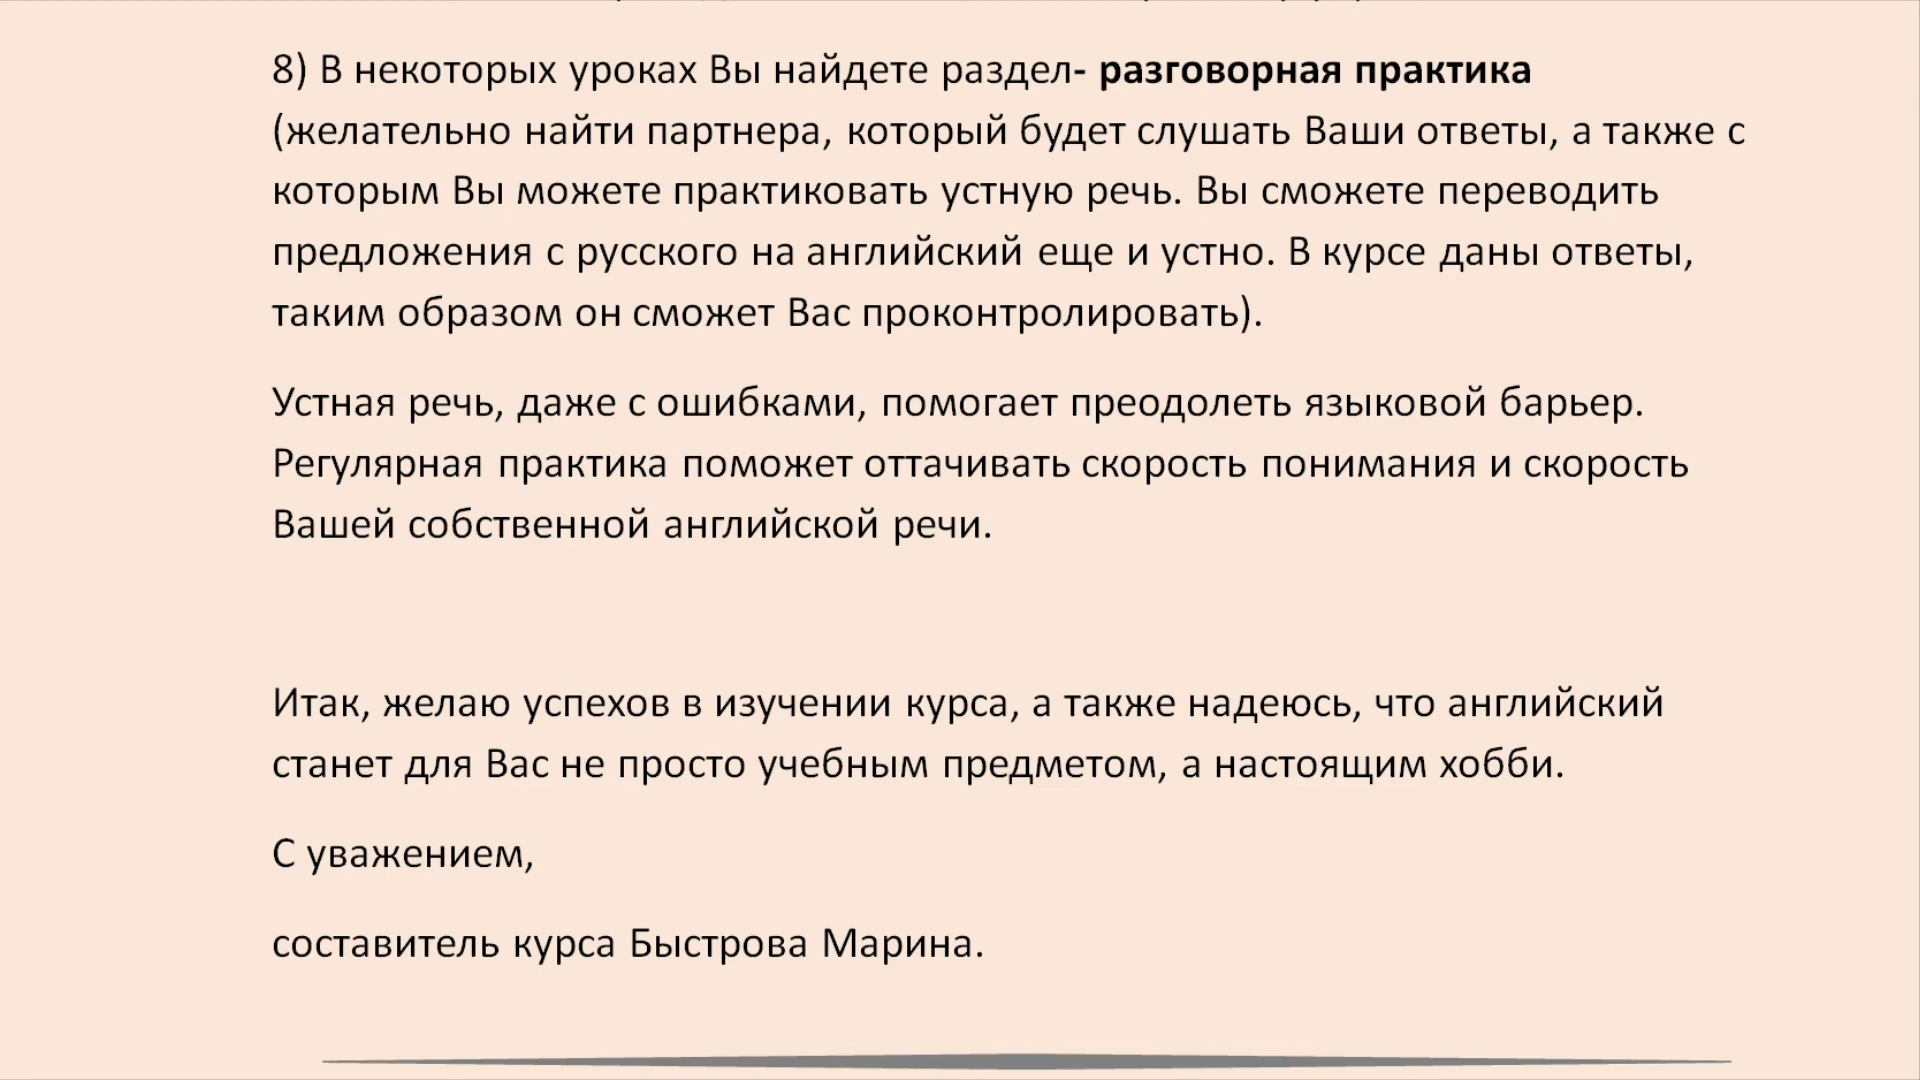 8) В некоторых уроках Вы найдете раздел- разговорная практика
(желательно найти партнера, который будет слушать Ваши ответы, а также с
которым Вы можете практиковать устную речь. Вы сможете переводить
предложения с русского на английский еще и устно. В курсе даны ответы,
таким образом он сможет Вас проконтролировать).
Устная речь, даже с ошибками, помогает преодолеть языковой барьер.
Регулярная практика поможет оттачивать скорость понимания и скорость
Вашей собственной английской речи.
Итак, желаю успехов в изучении курса, а также надеюсь, что английский
станет для Вас не просто учебным предметом, а настоящим хобби.
С уважением,
составитель курса Быстрова Марина.